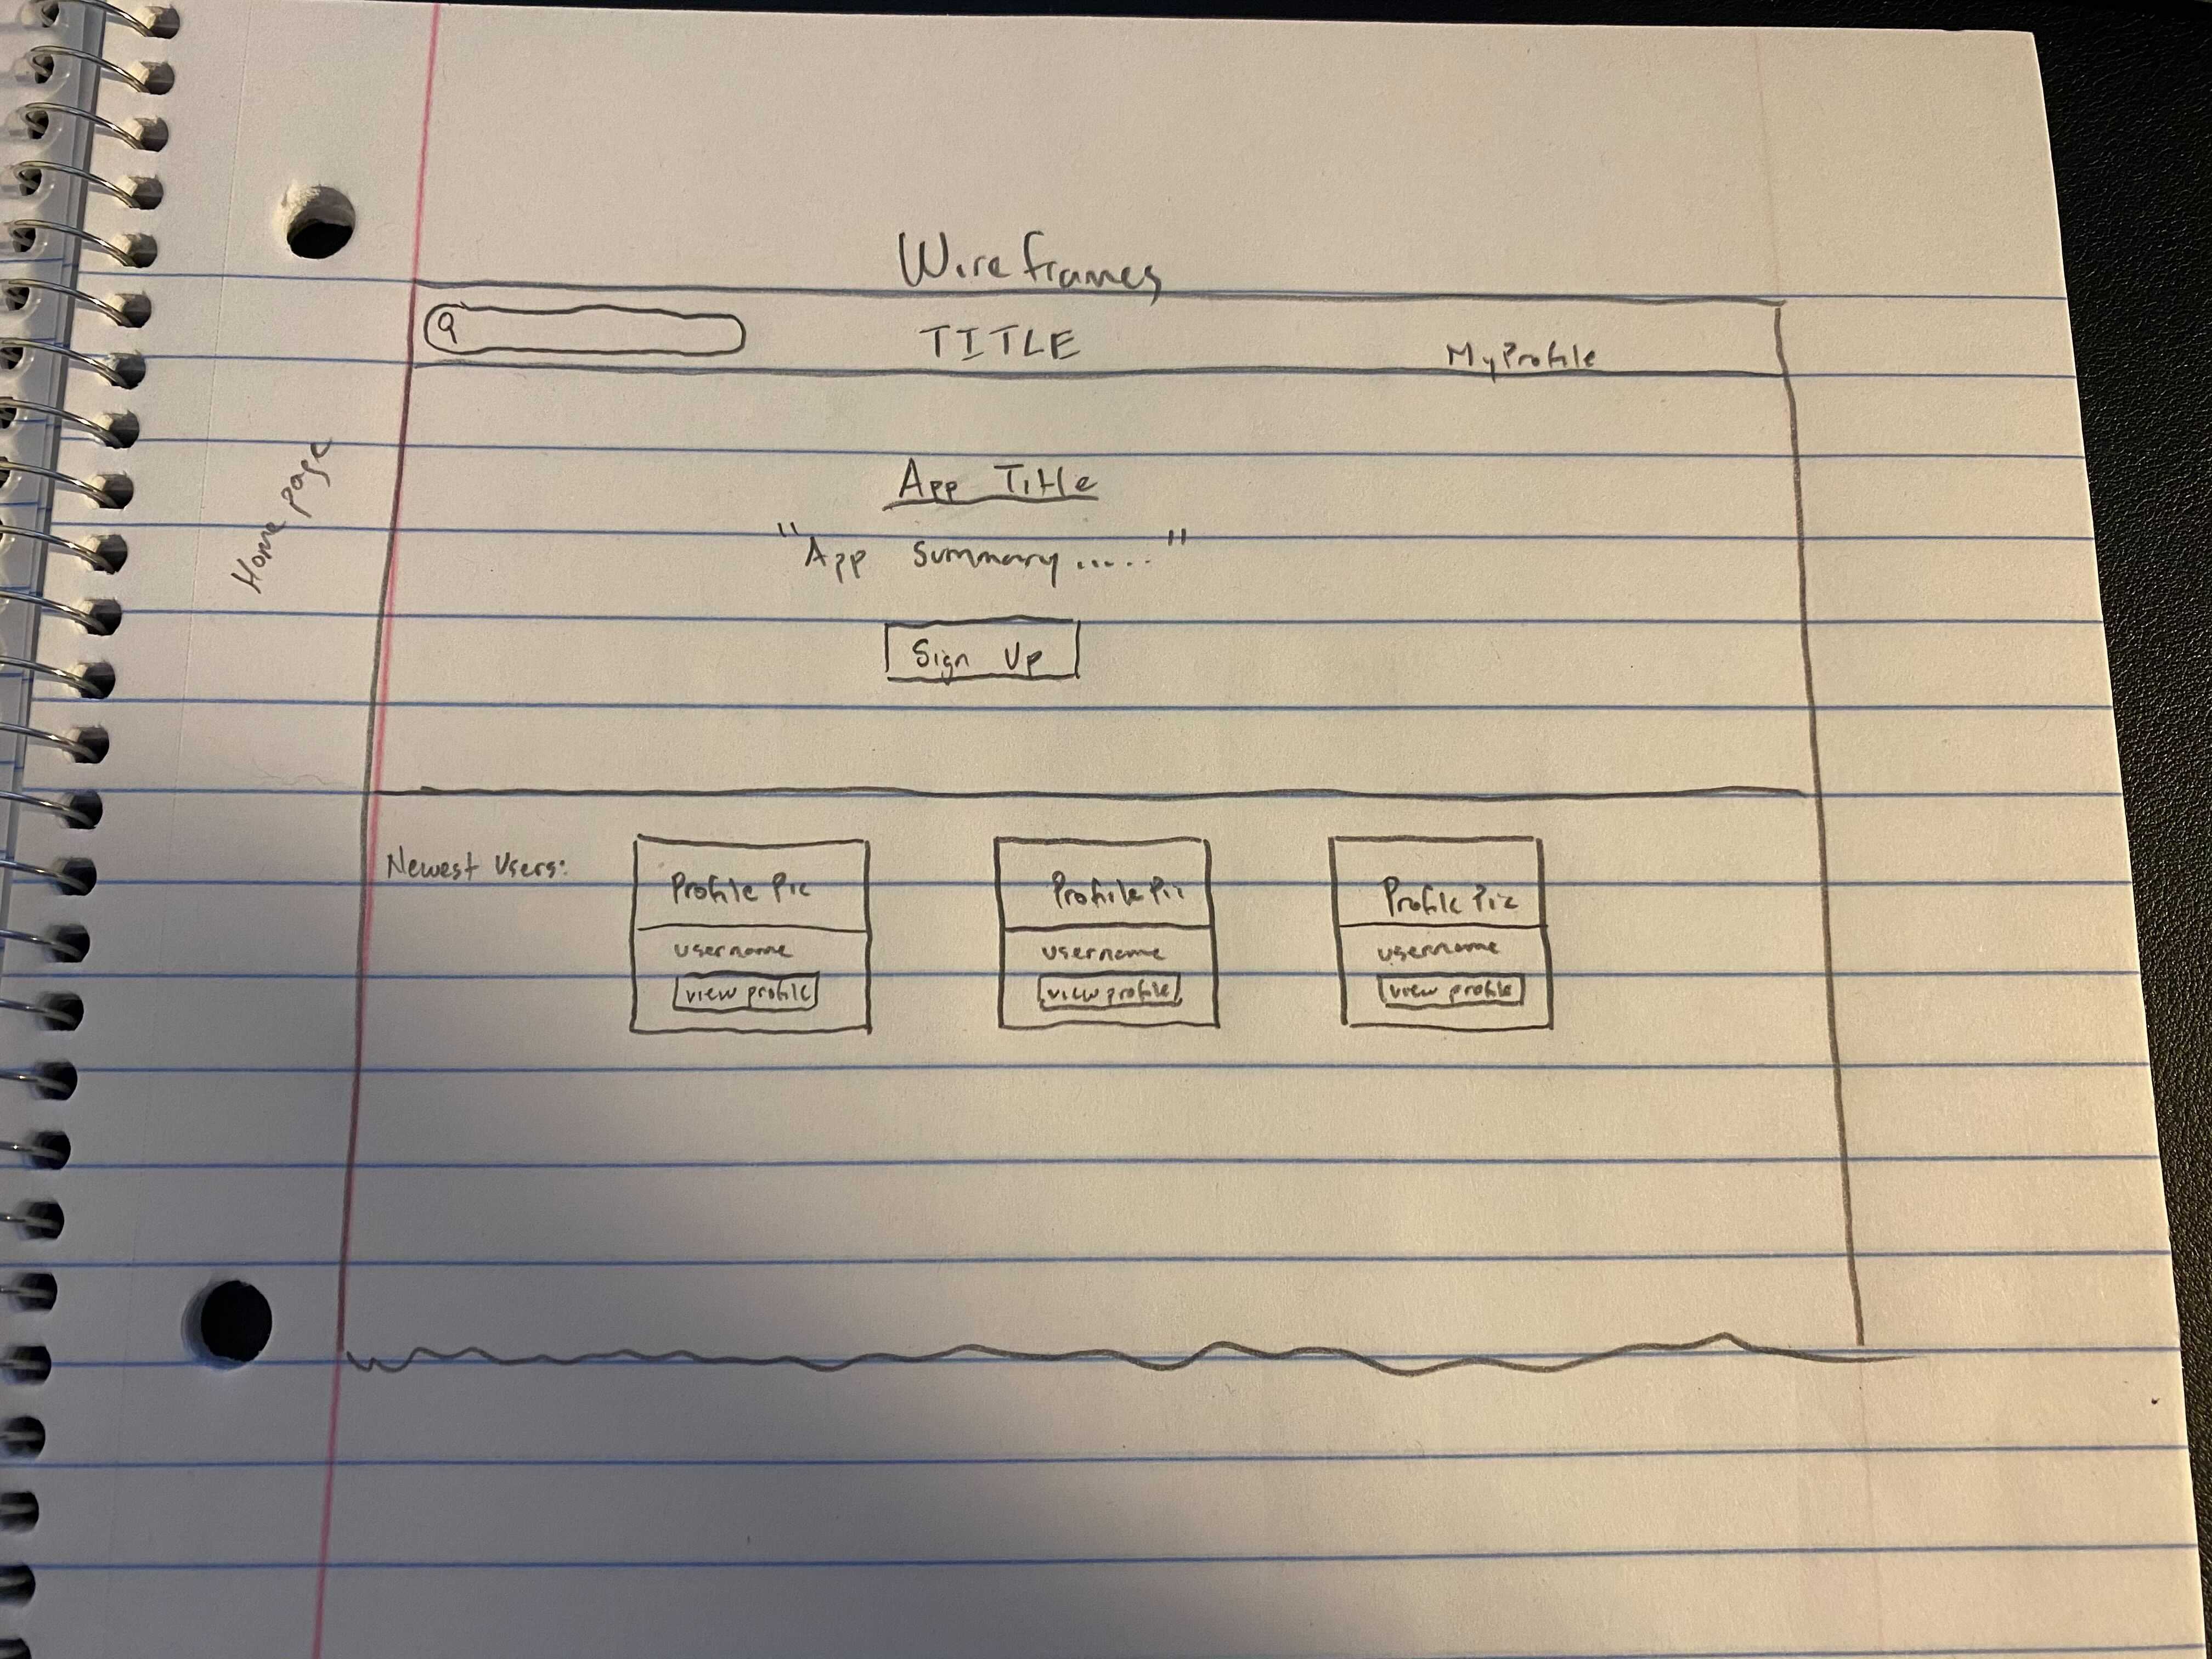 Wireframes
TITLE
MyProfile
Home page
App Title
"App Summary....."
Sign Up
Newest Users:
Profile Pic
Profile Pic
Profile Pic
username
username
username
view profile
view profile
view profile